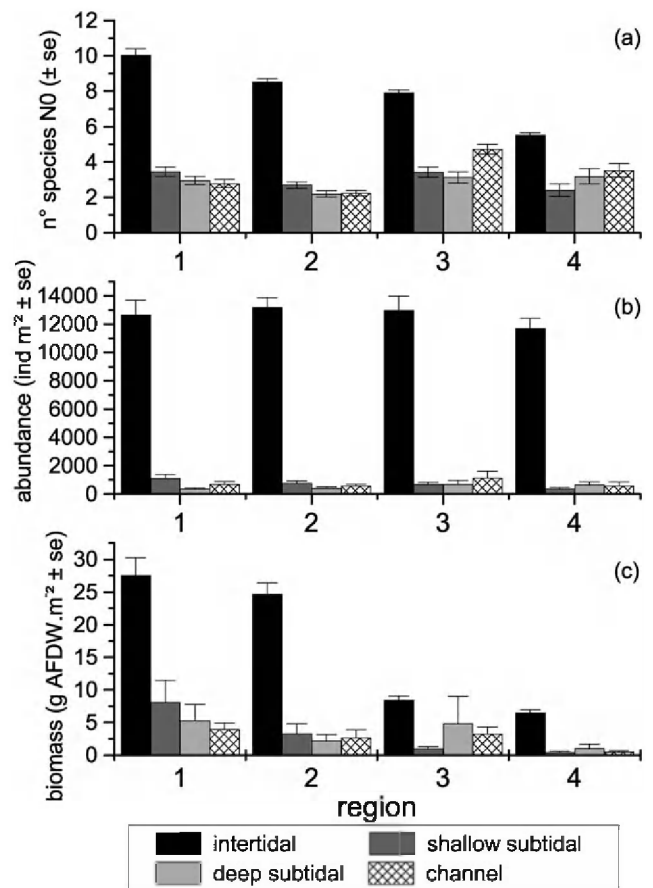 12
10
8
6
4
2
0
n° species N0 (± se)
(a)
1 2 3 4
14000
12000
10000
8000
6000
4000
2000
0
abundance (ind m⁻² ± se)
(b)
1 2 3 4
30
25
20
15
10
5
0
biomass (g AFDW.m⁻² ± se)
(c)
1 2 3 4
region
intertidal shallow subtidal
deep subtidal channel